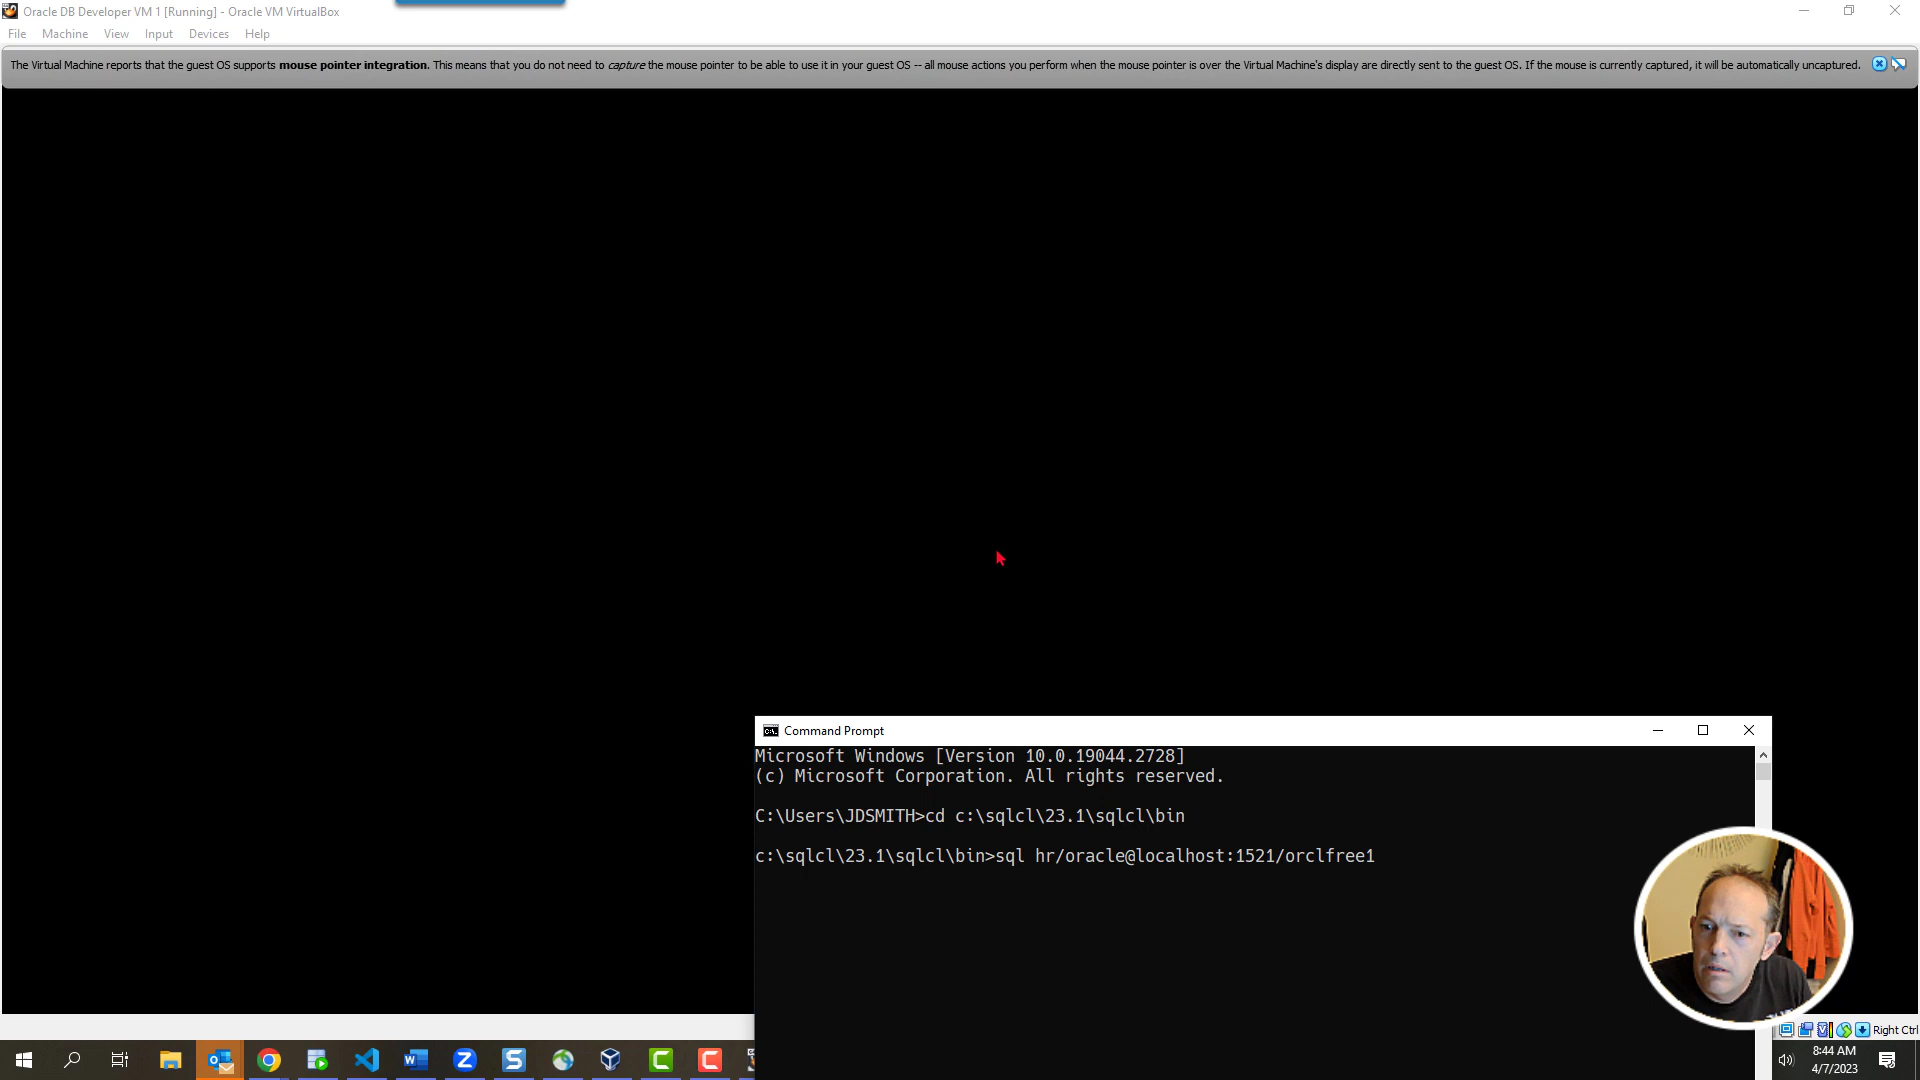 Oracle DB Developer VM 1 [Running] - Oracle VM VirtualBox
File Machine View Input Devices Help
The Virtual Machine reports that the guest OS supports mouse pointer integration. This means that you do not need to capture the mouse pointer to be able to use it in your guest OS -- all mouse actions you perform when the mouse pointer is over the Virtual Machine's display are directly sent to the guest OS. If the mouse is currently captured, it will be automatically uncaptured.
Command Prompt
Microsoft Windows [Version 10.0.19044.2728]
(c) Microsoft Corporation. All rights reserved.
C:\Users\JDSMITH>cd c:\sqlcl\23.1\sqlcl\bin
c:\sqlcl\23.1\sqlcl\bin>sql hr/oracle@localhost:1521/orclfree1
Right Ctrl
8:44 AM
4/7/2023